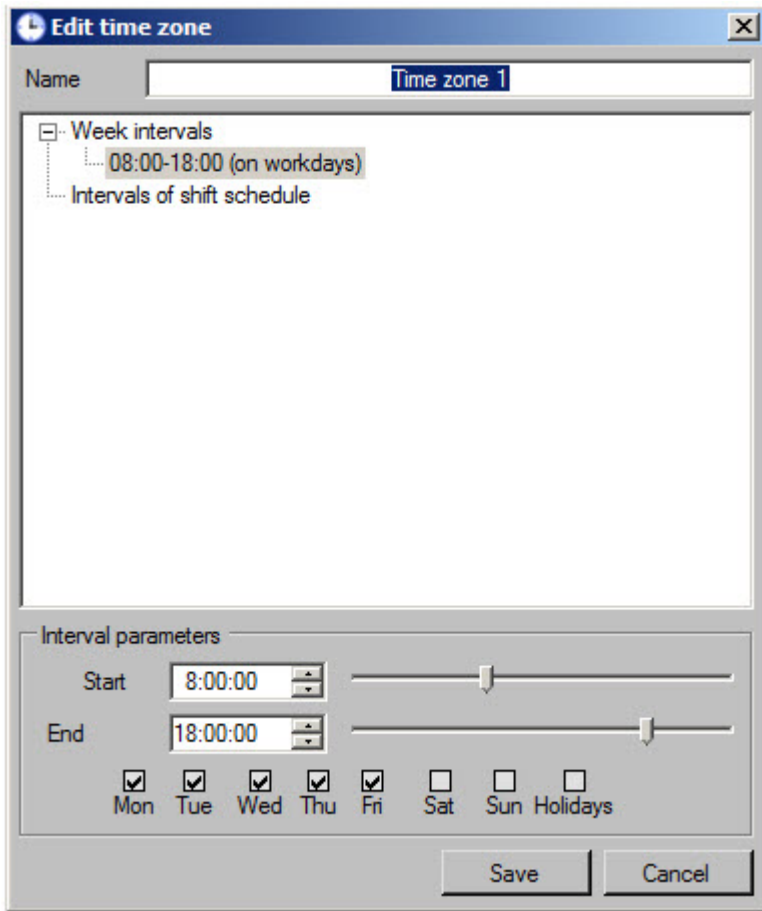 Edit time zone
Name Time zone 1
Week intervals
08:00-18:00 (on workdays)
Intervals of shift schedule
Interval parameters
Start 8:00:00
End 18:00:00
Mon Tue Wed Thu Fri Sat Sun Holidays
Save Cancel